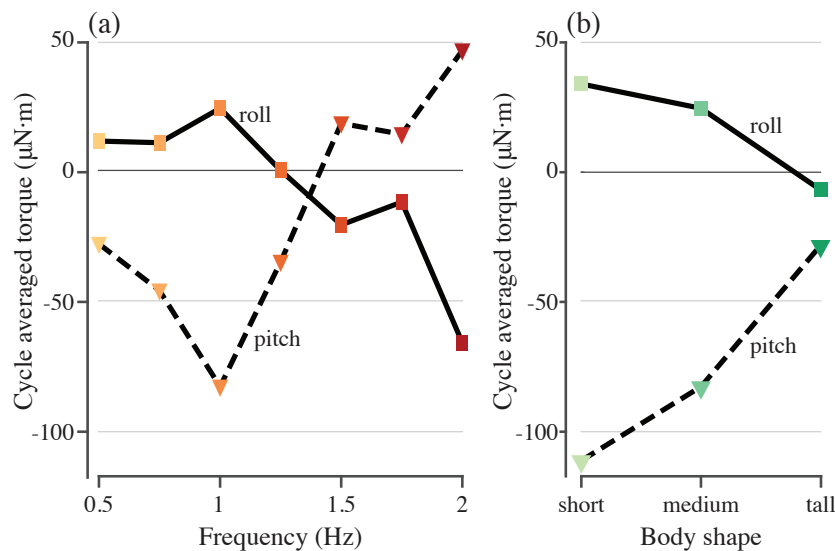 (a)
Cycle averaged torque (µN·m)
50
0
-50
-100
roll
pitch
0.5 1 1.5 2
Frequency (Hz)
(b)
Cycle averaged torque (µN·m)
50
0
-50
-100
roll
pitch
short medium tall
Body shape